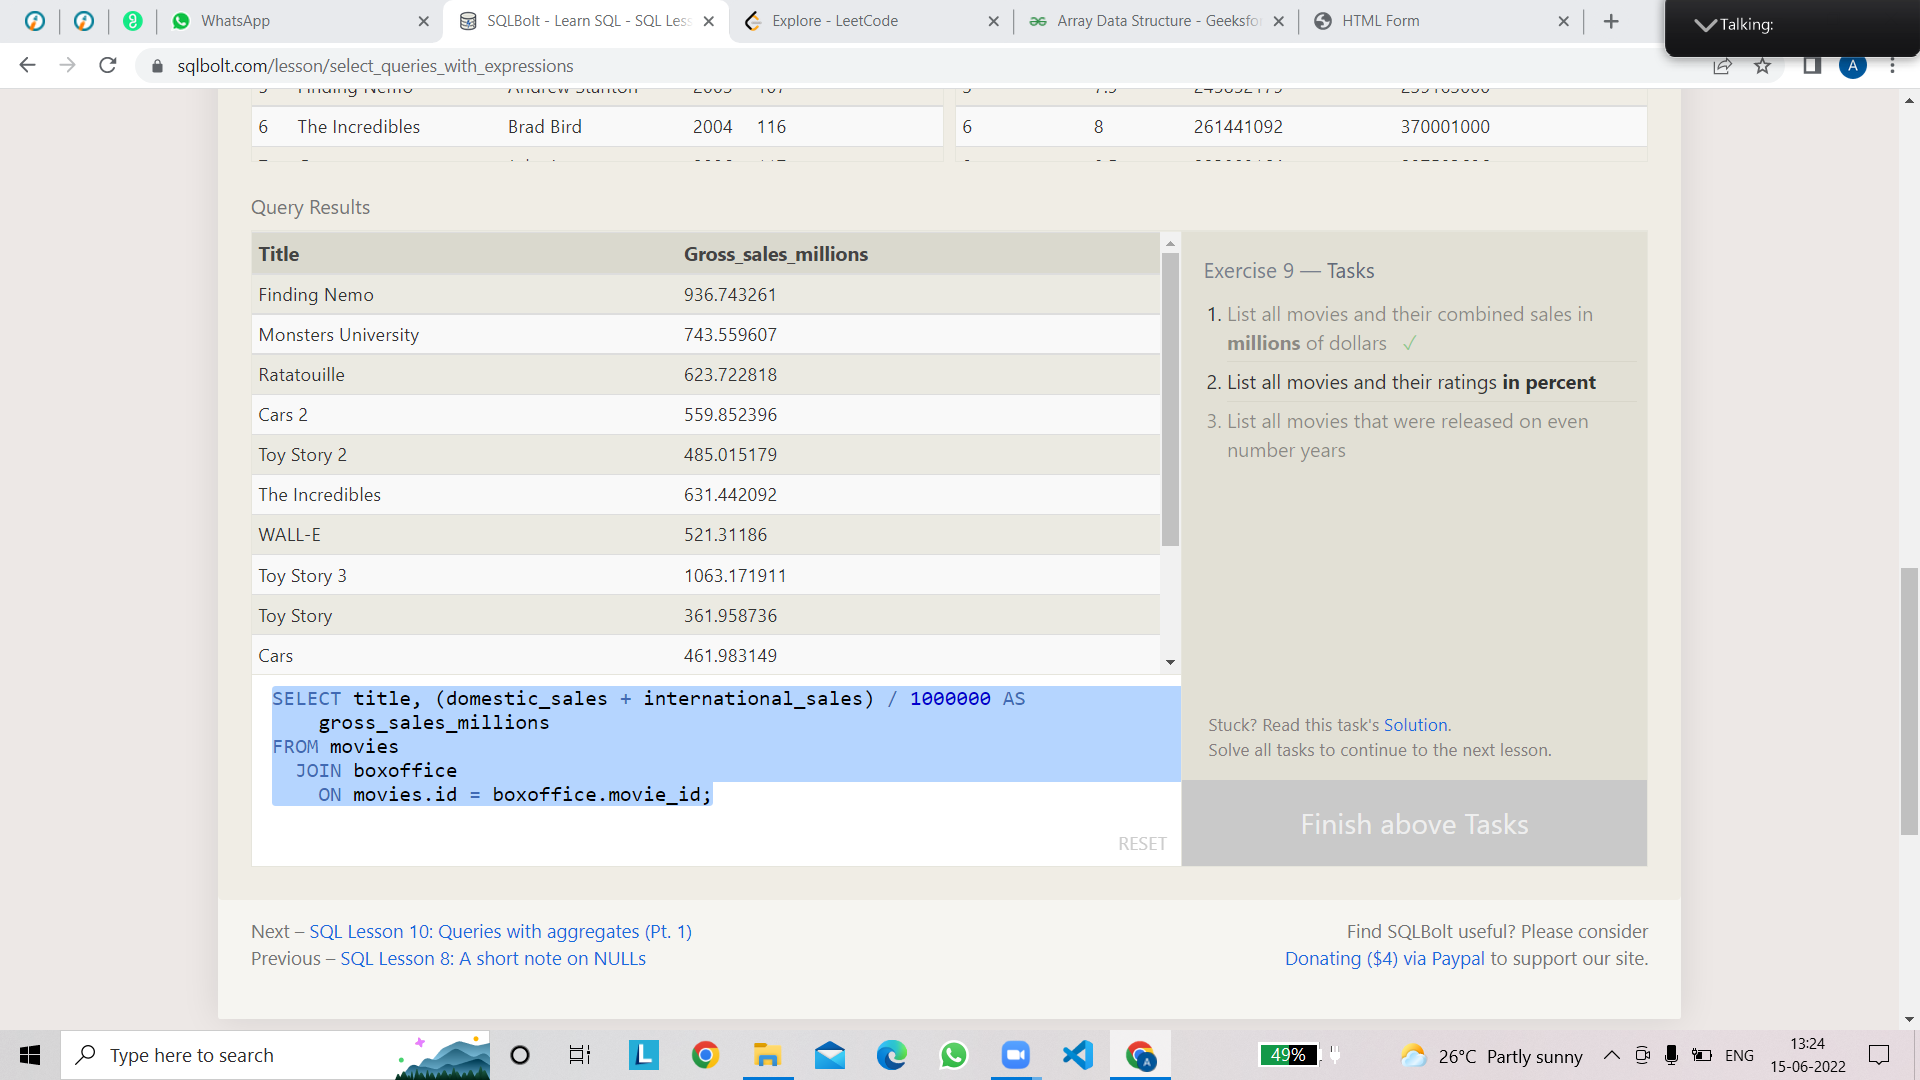 WhatsApp
SQLBolt - Learn SQL - SQL Less
Explore - LeetCode
Array Data Structure - Geeksfo
HTML Form
Talking:
sqlbolt.com/lesson/select_queries_with_expressions
A
6 The Incredibles Brad Bird 2004 116
6 8 261441092 370001000
Query Results
Title Gross_sales_millions
Finding Nemo 936.743261
Monsters University 743.559607
Ratatouille 623.722818
Cars 2 559.852396
Toy Story 2 485.015179
The Incredibles 631.442092
WALL-E 521.31186
Toy Story 3 1063.171911
Toy Story 361.958736
Cars 461.983149
SELECT title, (domestic_sales + international_sales) / 1000000 AS
gross_sales_millions
FROM movies
JOIN boxoffice
ON movies.id = boxoffice.movie_id;
RESET
Exercise 9 — Tasks
1. List all movies and their combined sales in
millions of dollars ✓
2. List all movies and their ratings in percent
3. List all movies that were released on even
number years
Stuck? Read this task's Solution.
Solve all tasks to continue to the next lesson.
Finish above Tasks
Next – SQL Lesson 10: Queries with aggregates (Pt. 1)
Previous – SQL Lesson 8: A short note on NULLs
Find SQLBolt useful? Please consider
Donating ($4) via Paypal to support our site.
Type here to search
L
A
49%
26°C Partly sunny
ENG
13:24
15-06-2022